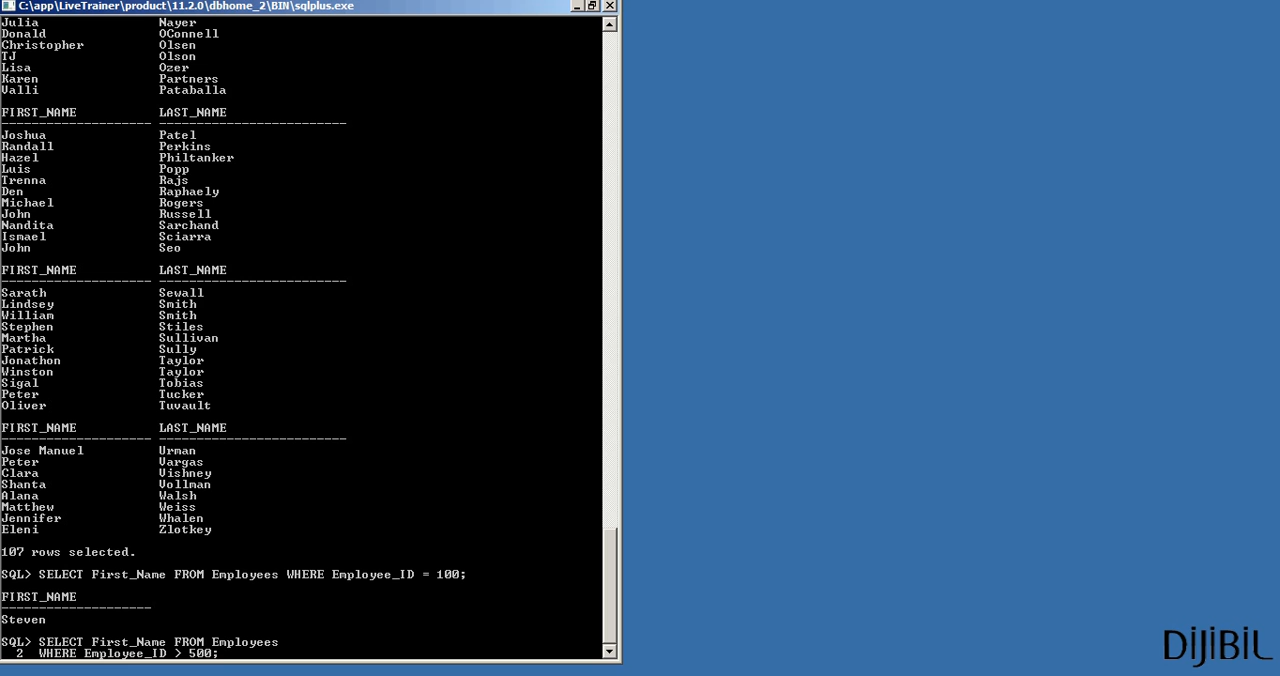 C:\app\LiveTrainer\product\11.2.0\dbhome_2\BIN\sqlplus.exe
Julia Nayer
Donald OConnell
Christopher Olsen
TJ Olson
Lisa Ozer
Karen Partners
Valli Pataballa
FIRST_NAME LAST_NAME
-------------------- -------------------------
Joshua Patel
Randall Perkins
Hazel Philtanker
Luis Popp
Trenna Rajs
Den Raphaely
Michael Rogers
John Russell
Nandita Sarchand
Ismael Sciarra
John Seo
FIRST_NAME LAST_NAME
-------------------- -------------------------
Sarath Sewall
Lindsey Smith
William Smith
Stephen Stiles
Martha Sullivan
Patrick Sully
Jonathon Taylor
Winston Taylor
Sigal Tobias
Peter Tucker
Oliver Tuvault
FIRST_NAME LAST_NAME
-------------------- -------------------------
Jose Manuel Urman
Peter Vargas
Clara Vishney
Shanta Vollman
Alana Walsh
Matthew Weiss
Jennifer Whalen
Eleni Zlotkey
107 rows selected.
SQL> SELECT First_Name FROM Employees WHERE Employee_ID = 100;
FIRST_NAME
--------------------
Steven
SQL> SELECT First_Name FROM Employees
2 WHERE Employee_ID > 500;
DiJiBiL